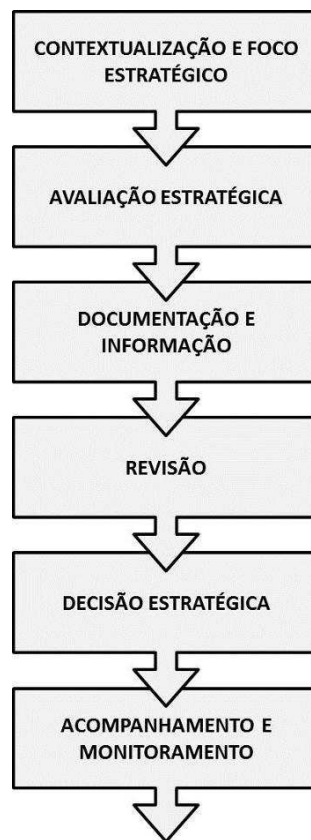 CONTEXTUALIZAÇÃO E FOCO
ESTRATÉGICO
AVALIAÇÃO ESTRATÉGICA
DOCUMENTAÇÃO E
INFORMAÇÃO
REVISÃO
DECISÃO ESTRATÉGICA
ACOMPANHAMENTO E
MONITORAMENTO